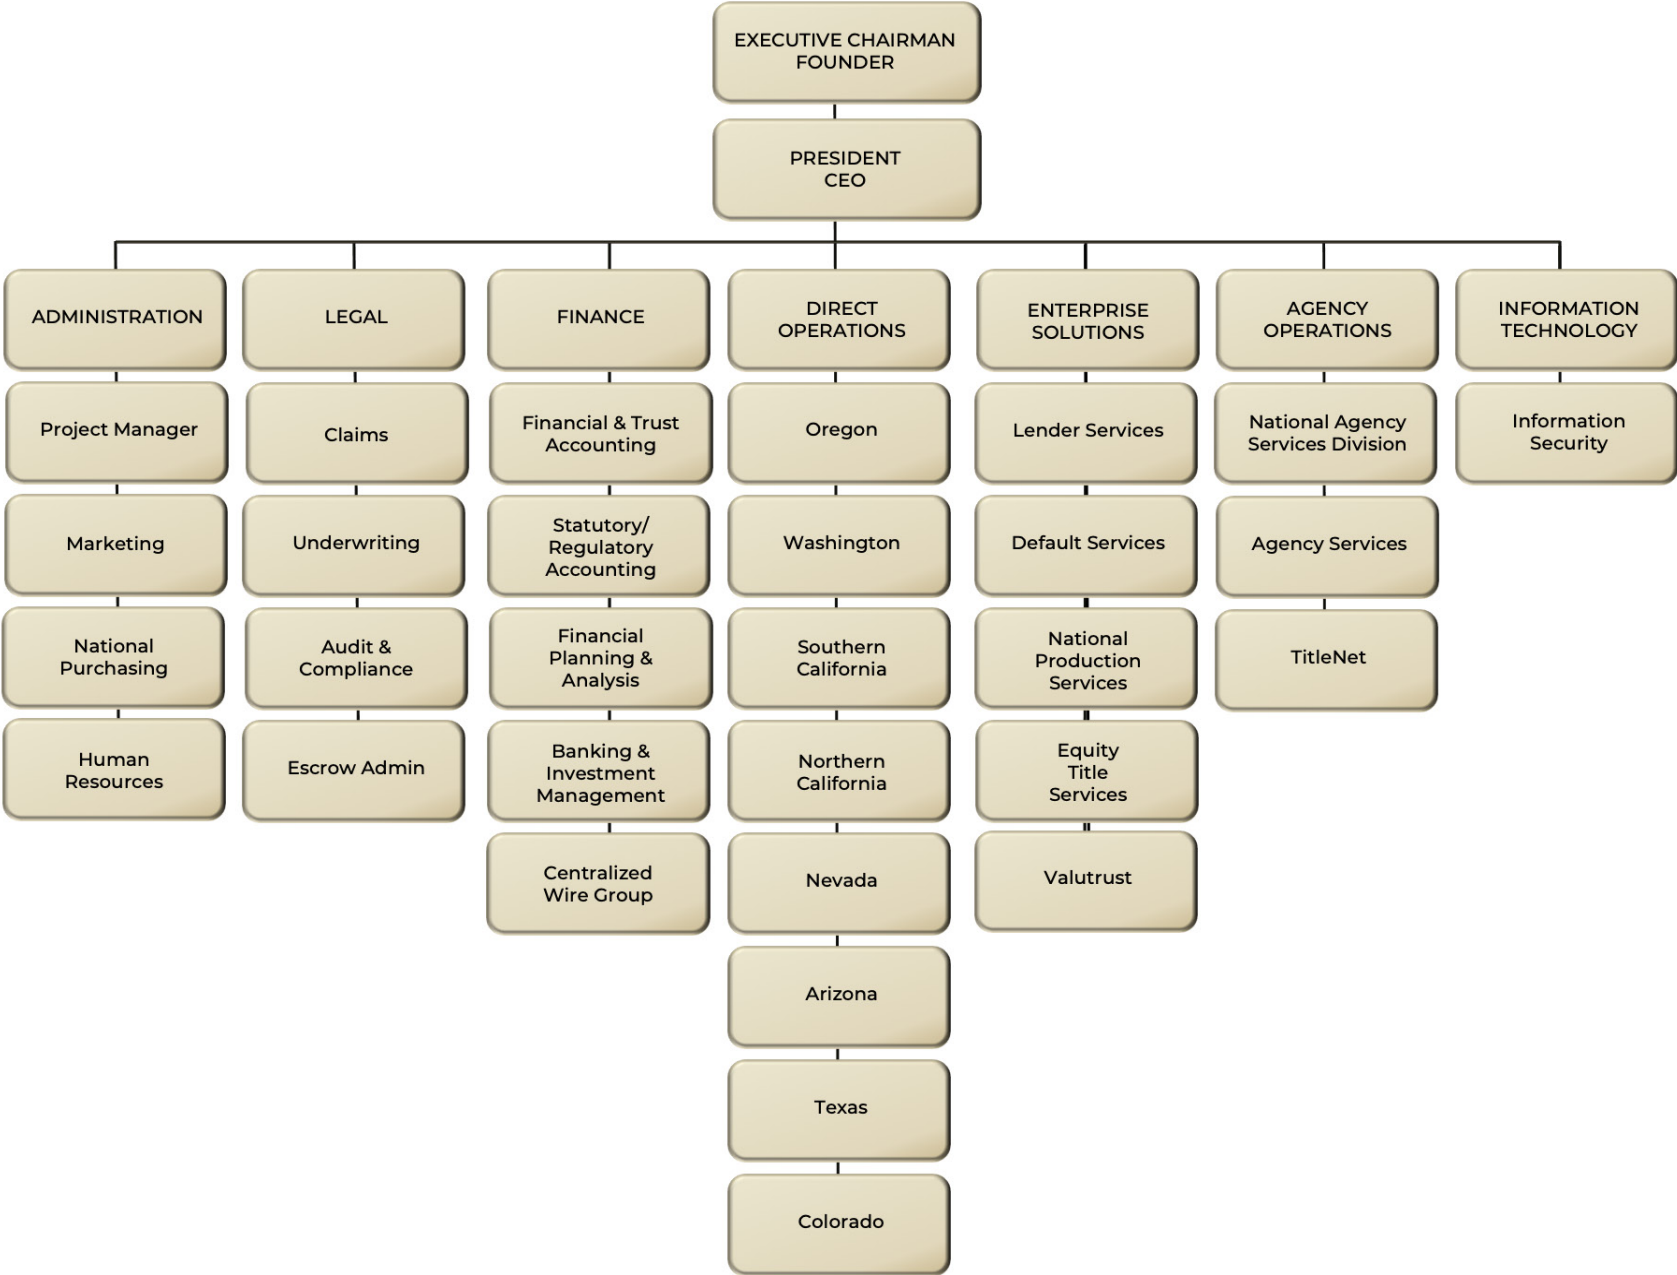 EXECUTIVE CHAIRMAN
FOUNDER
PRESIDENT
CEO
ADMINISTRATION
Project Manager
Marketing
National
Purchasing
Human
Resources
LEGAL
Claims
Underwriting
Audit &
Compliance
Escrow Admin
FINANCE
Financial & Trust
Accounting
Statutory/
Regulatory
Accounting
Financial
Planning &
Analysis
Banking &
Investment
Management
Centralized
Wire Group
DIRECT
OPERATIONS
Oregon
Washington
Southern
California
Northern
California
Nevada
Arizona
Texas
Colorado
ENTERPRISE
SOLUTIONS
Lender Services
Default Services
National
Production
Services
Equity
Title
Services
Valutrust
AGENCY
OPERATIONS
National Agency
Services Division
Agency Services
TitleNet
INFORMATION
TECHNOLOGY
Information
Security